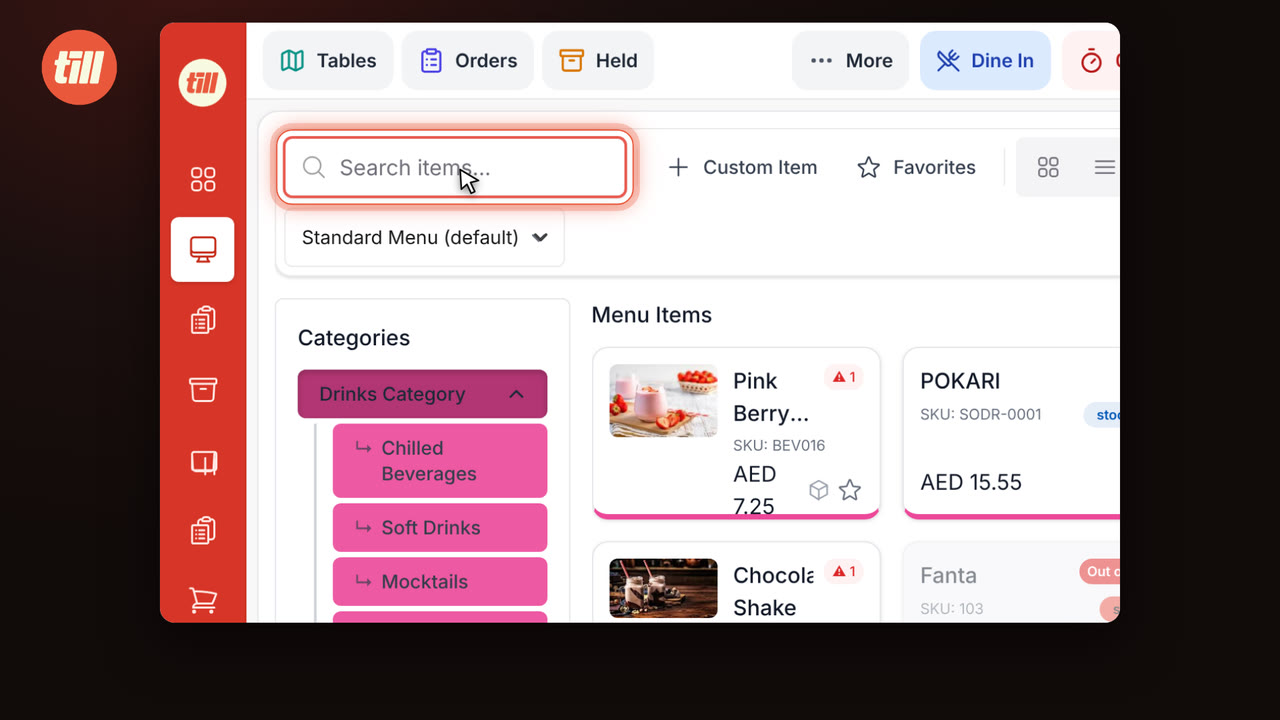 till
till
Tables
Orders
Held
More
Dine In
Search items...
Custom Item
Favorites
Standard Menu (default)
Categories
Drinks Category
Chilled
Beverages
Soft Drinks
Mocktails
Menu Items
Pink
Berry...
1
SKU: BEV016
AED
7.25
POKARI
SKU: SODR-0001
AED 15.55
Chocola
Shake
1
Fanta
Out
SKU: 103